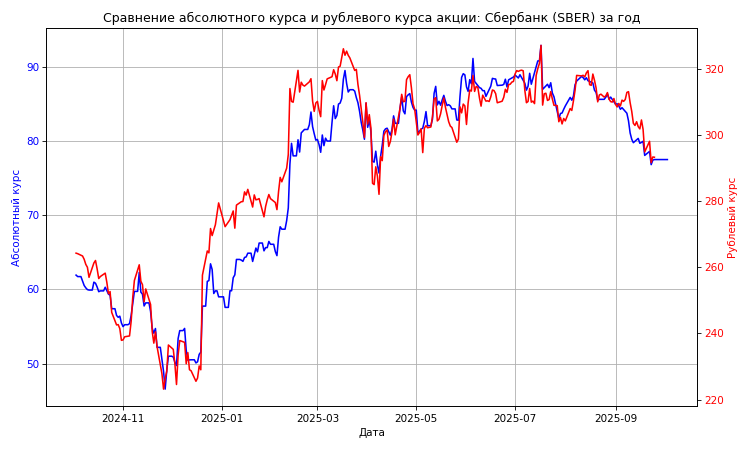 Сравнение абсолютного курса и рублевого курса акции: Сбербанк (SBER) за год
Абсолютный курс
90
80
70
60
50
320
300
280
260
240
220
Рублевый курс
2024-11 2025-01 2025-03 2025-05 2025-07 2025-09
Дата